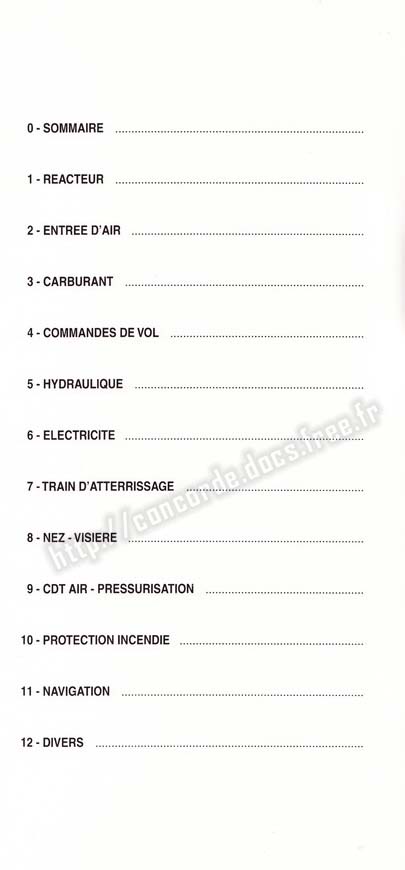 0 - SOMMAIRE ........................................
1 - REACTEUR ........................................
2 - ENTREE D'AIR ........................................
3 - CARBURANT ........................................
4 - COMMANDES DE VOL ........................................
5 - HYDRAULIQUE ........................................
6 - ELECTRICITE ........................................
7 - TRAIN D'ATTERRISSAGE ........................................
8 - NEZ - VISIERE ........................................
9 - CDT AIR - PRESSURISATION ........................................
10 - PROTECTION INCENDIE ........................................
11 - NAVIGATION ........................................
12 - DIVERS ........................................
http://concorde.docs.free.fr